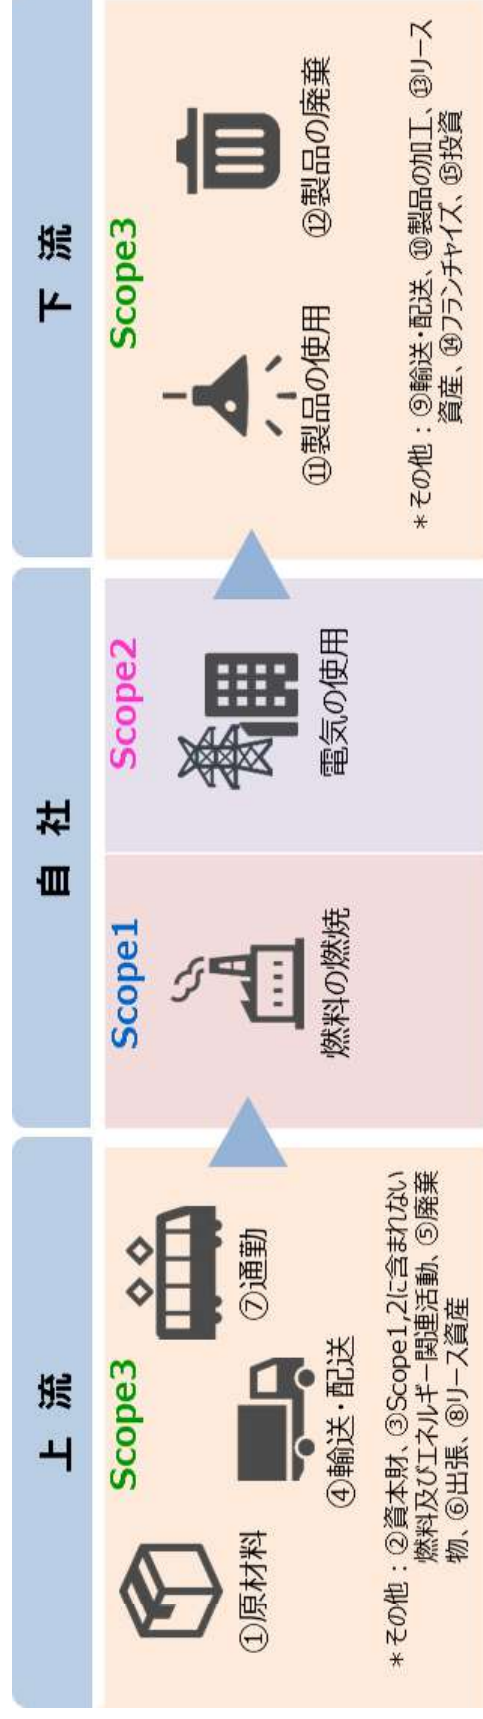 上 流
Scope3
①原材料
④輸送・配送
⑦通勤
＊その他：②資本財、③Scope1,2に含まれない
燃料及びエネルギー関連活動、⑤廃棄
物、⑥出張、⑧リース資産
自 社
Scope1
燃料の燃焼
Scope2
電気の使用
下 流
Scope3
⑪製品の使用
⑫製品の廃棄
＊その他：⑨輸送・配送、⑩製品の加工、⑬リース
資産、⑭フランチャイズ、⑮投資